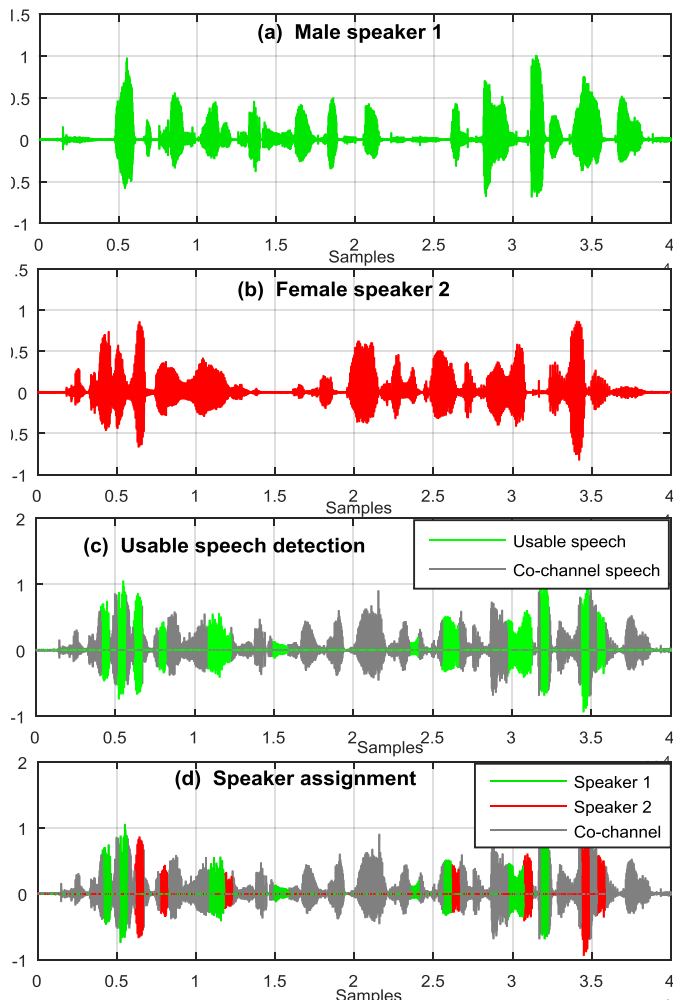 1.5
(a) Male speaker 1
1
0.5
0
0.5
-1
0 0.5 1 1.5 2 2.5 3 3.5 4
Samples
.5
(b) Female speaker 2
1
0.5
0
0.5
-1
0 0.5 1 1.5 2 2.5 3 3.5 4
Samples
2
(c) Usable speech detection
Usable speech
Co-channel speech
1
0
-1
0 0.5 1 1.5 2 2.5 3 3.5 4
Samples
2
(d) Speaker assignment
Speaker 1
Speaker 2
Co-channel
1
0
-1
0 0.5 1 1.5 2 2.5 3 3.5 4
Samples